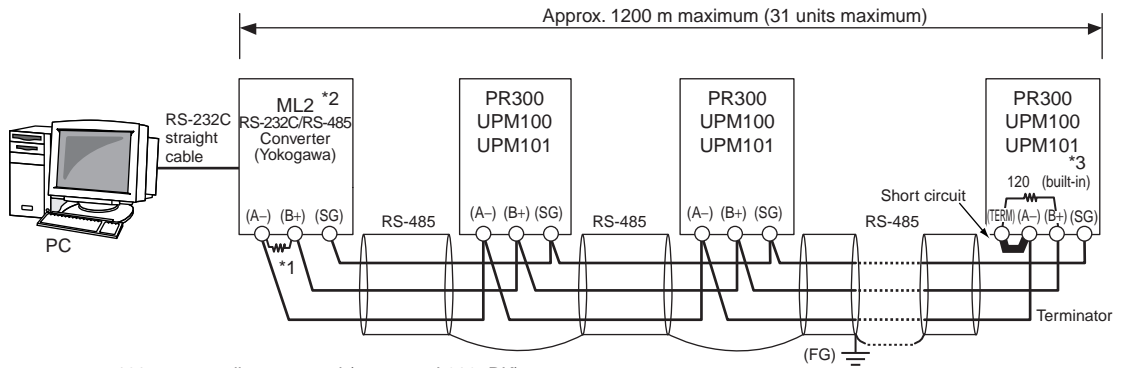 Approx. 1200 m maximum (31 units maximum)
RS-232C
straight
cable
PC
ML2 *2
RS-232C/RS-485
Converter
(Yokogawa)
(A–) (B+) (SG)
*1
RS-485
PR300
UPM100
UPM101
(A–) (B+) (SG)
RS-485
PR300
UPM100
UPM101
(A–) (B+) (SG)
RS-485
Short circuit
PR300
UPM100
UPM101
*3
120 (built-in)
(TERM) (A–) (B+) (SG)
Terminator
(FG)